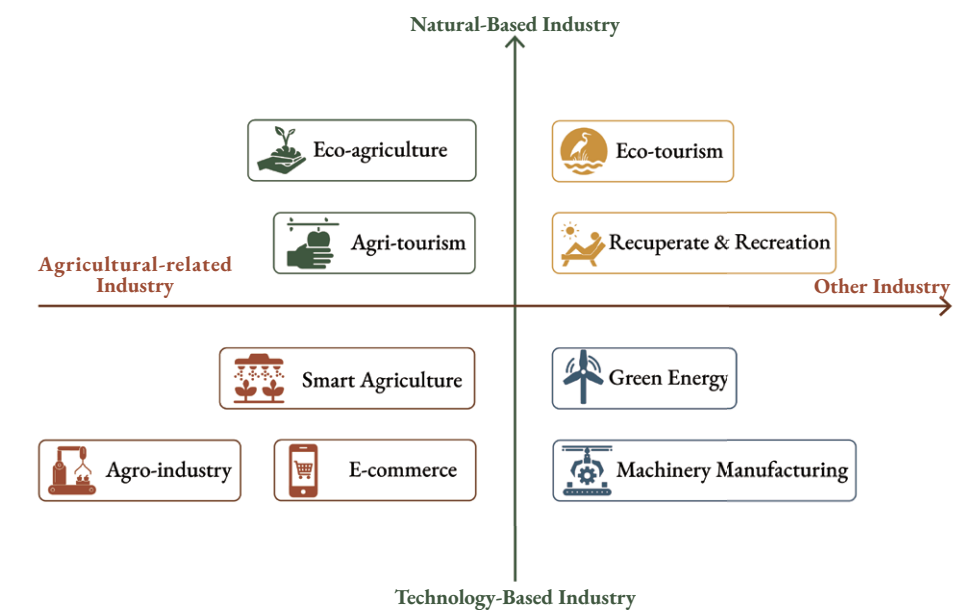 Natural-Based Industry
Eco-agriculture
Eco-tourism
Agri-tourism
Recuperate & Recreation
Agricultural-related
Industry
Other Industry
Smart Agriculture
Green Energy
Agro-industry
E-commerce
Machinery Manufacturing
Technology-Based Industry